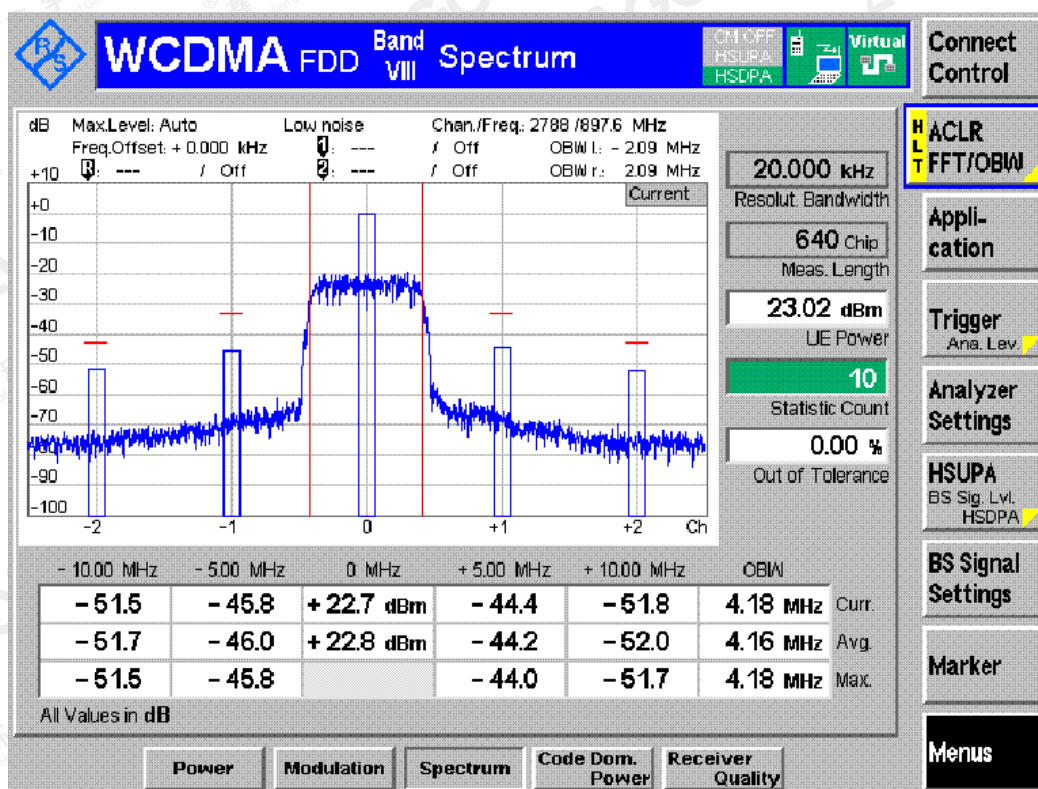 R&S
WCDMA FDD Band VIII Spectrum
CM:OFF
HSUPA
HSDPA
Virtual
Connect Control
dB Max.Level: Auto Low noise Chan./Freq.: 2788 /897.6 MHz
Freq.Offset: + 0.000 kHz 1: --- / Off OBW l.: - 2.09 MHz
R: --- / Off 2: --- / Off OBW r.: 2.09 MHz
Current
+10
+0
-10
-20
-30
-40
-50
-60
-70
-80
-90
-100
-2 -1 0 +1 +2 Ch
20.000 kHz
Resolut. Bandwidth
640 Chip
Meas. Length
23.02 dBm
UE Power
10
Statistic Count
0.00 %
Out of Tolerance
- 10.00 MHz - 5.00 MHz 0 MHz + 5.00 MHz + 10.00 MHz OBW
- 51.5 - 45.8 + 22.7 dBm - 44.4 - 51.8 4.18 MHz Curr.
- 51.7 - 46.0 + 22.8 dBm - 44.2 - 52.0 4.16 MHz Avg.
- 51.5 - 45.8 - 44.0 - 51.7 4.18 MHz Max.
All Values in dB
HLT
ACLR
FFT/OBW
Appli-
cation
Trigger
Ana. Lev.
Analyzer
Settings
HSUPA
BS Sig. Lvl.
HSDPA
BS Signal
Settings
Marker
Menus
Power
Modulation
Spectrum
Code Dom.
Power
Receiver
Quality